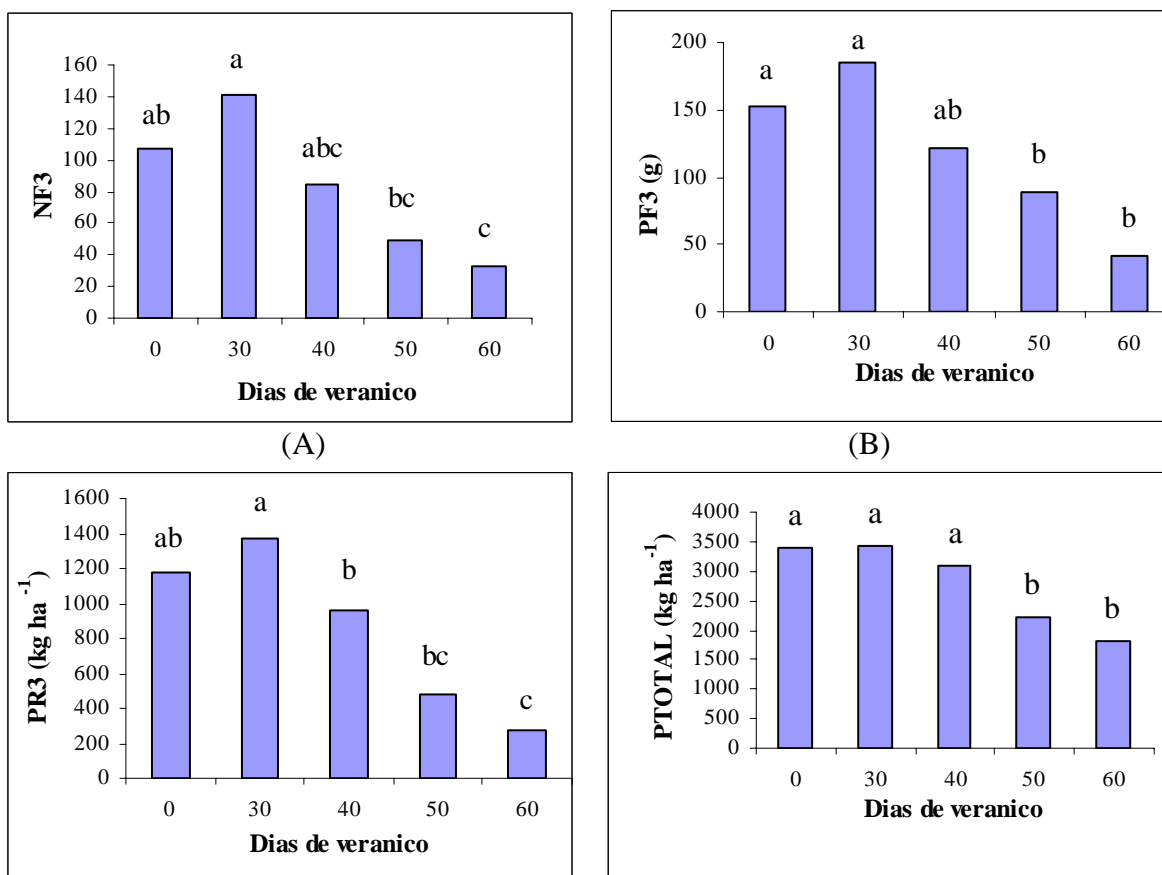 160
140
120
100
80
60
40
20
0
NF3
ab
a
abc
bc
c
0 30 40 50 60
Dias de veranico
(A)
200
150
100
50
0
PF3 (g)
a
a
ab
b
b
0 30 40 50 60
Dias de veranico
(B)
1600
1400
1200
1000
800
600
400
200
0
PR3 (kg ha -1)
ab
a
b
bc
c
0 30 40 50 60
Dias de veranico
4000
3500
3000
2500
2000
1500
1000
500
0
PTOTAL (kg ha -1)
a
a
a
b
b
0 30 40 50 60
Dias de veranico